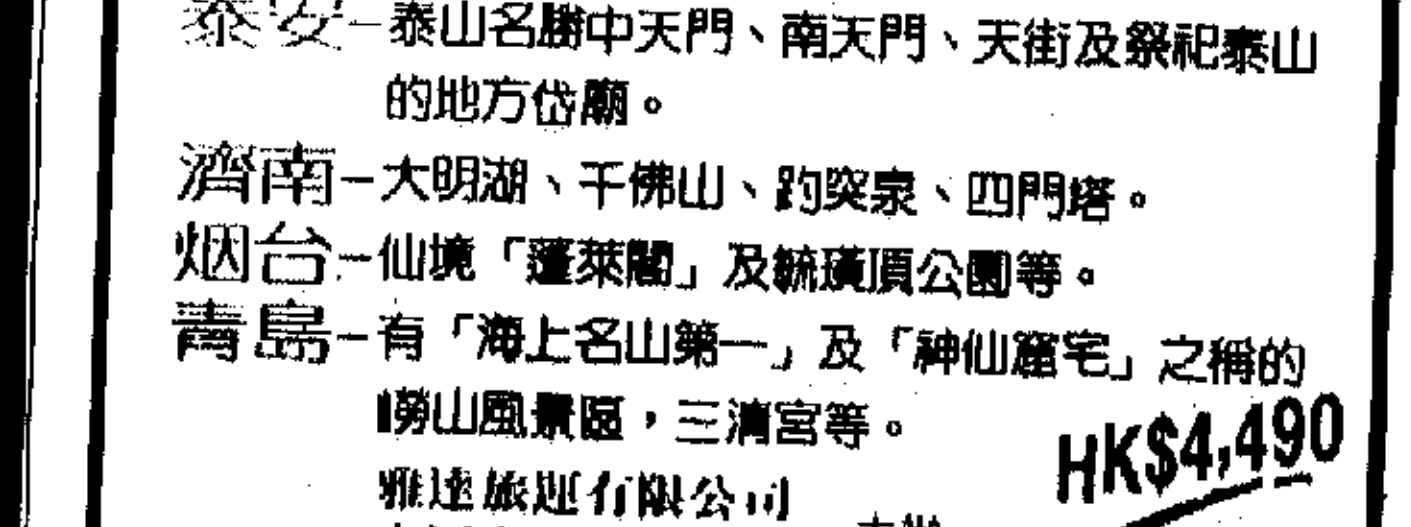 泰安–泰山名勝中天門、南天門、天街及祭祀泰山
的地方岱廟。
濟南–大明湖、千佛山、趵突泉、四門塔。
烟台–仙境「蓬萊閣」及毓璜頂公園等。
青島–有「海上名山第一」及「神仙窟宅」之稱的
嶗山風景區，三清宮等。
HK$4,490
雅達旅運有限公司